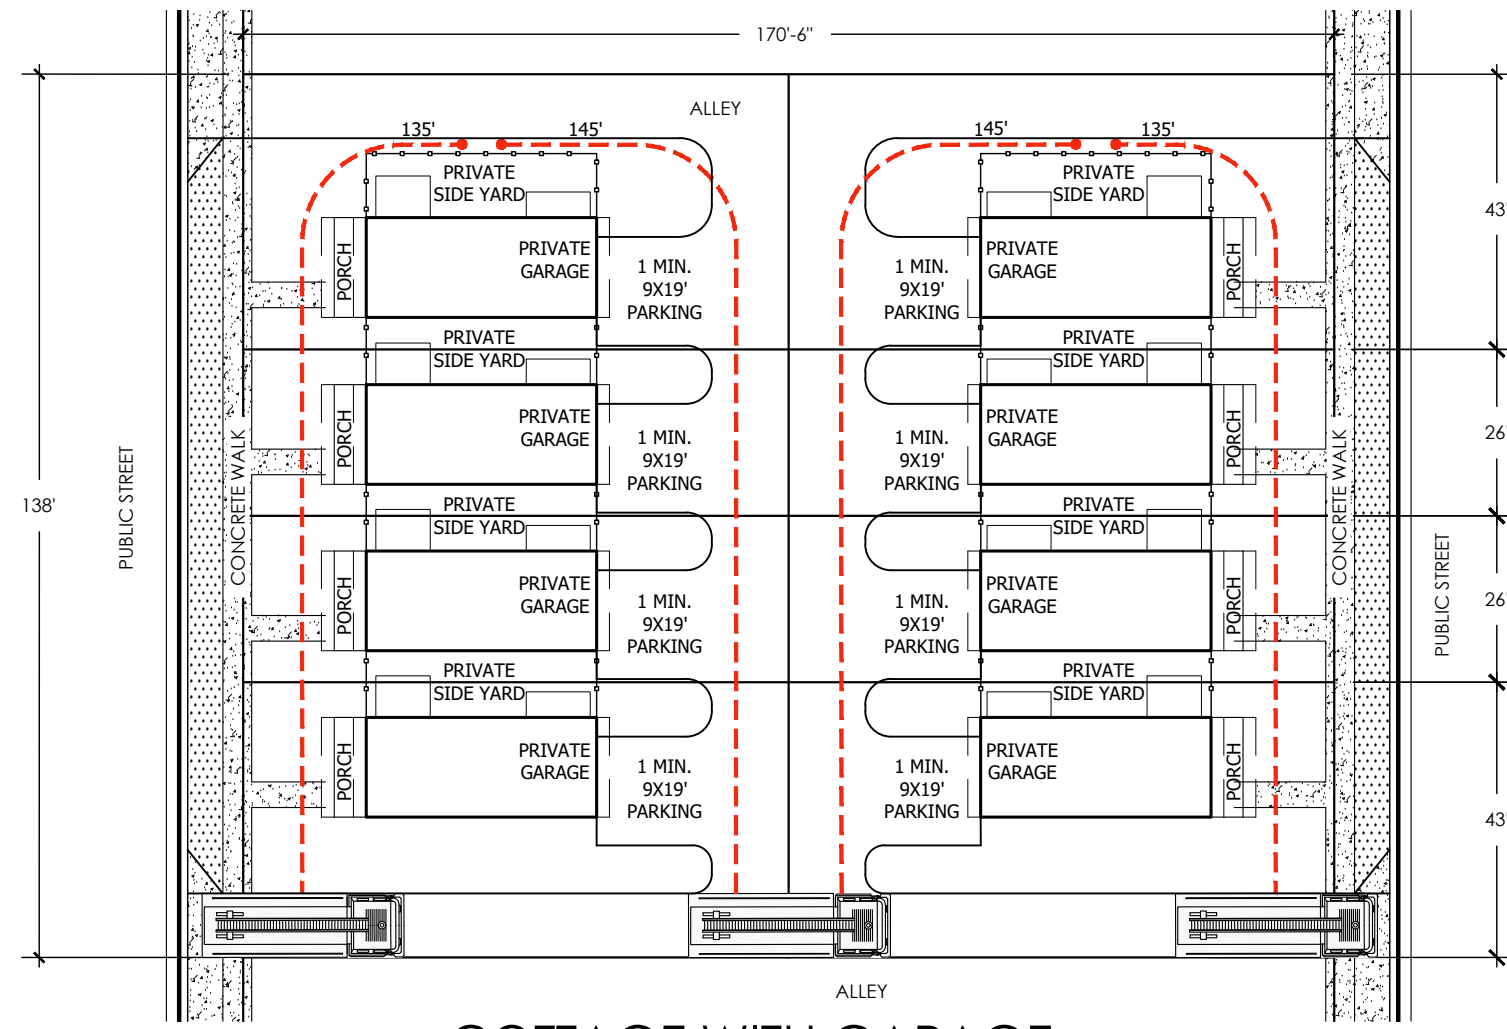 170'-6"
ALLEY
135'
145'
145'
135'
PRIVATE
SIDE YARD
PRIVATE
SIDE YARD
43'
PORCH
PRIVATE
GARAGE
1 MIN.
9X19'
PARKING
1 MIN.
9X19'
PARKING
PRIVATE
GARAGE
PORCH
PRIVATE
SIDE YARD
PRIVATE
SIDE YARD
26'
PORCH
PRIVATE
GARAGE
1 MIN.
9X19'
PARKING
1 MIN.
9X19'
PARKING
PRIVATE
GARAGE
PORCH
138'
PUBLIC STREET
CONCRETE WALK
CONCRETE WALK
PUBLIC STREET
PRIVATE
SIDE YARD
PRIVATE
SIDE YARD
26'
PORCH
PRIVATE
GARAGE
1 MIN.
9X19'
PARKING
1 MIN.
9X19'
PARKING
PRIVATE
GARAGE
PORCH
PRIVATE
SIDE YARD
PRIVATE
SIDE YARD
43'
PORCH
PRIVATE
GARAGE
1 MIN.
9X19'
PARKING
1 MIN.
9X19'
PARKING
PRIVATE
GARAGE
PORCH
ALLEY
COTTAGE WITH GARAGE